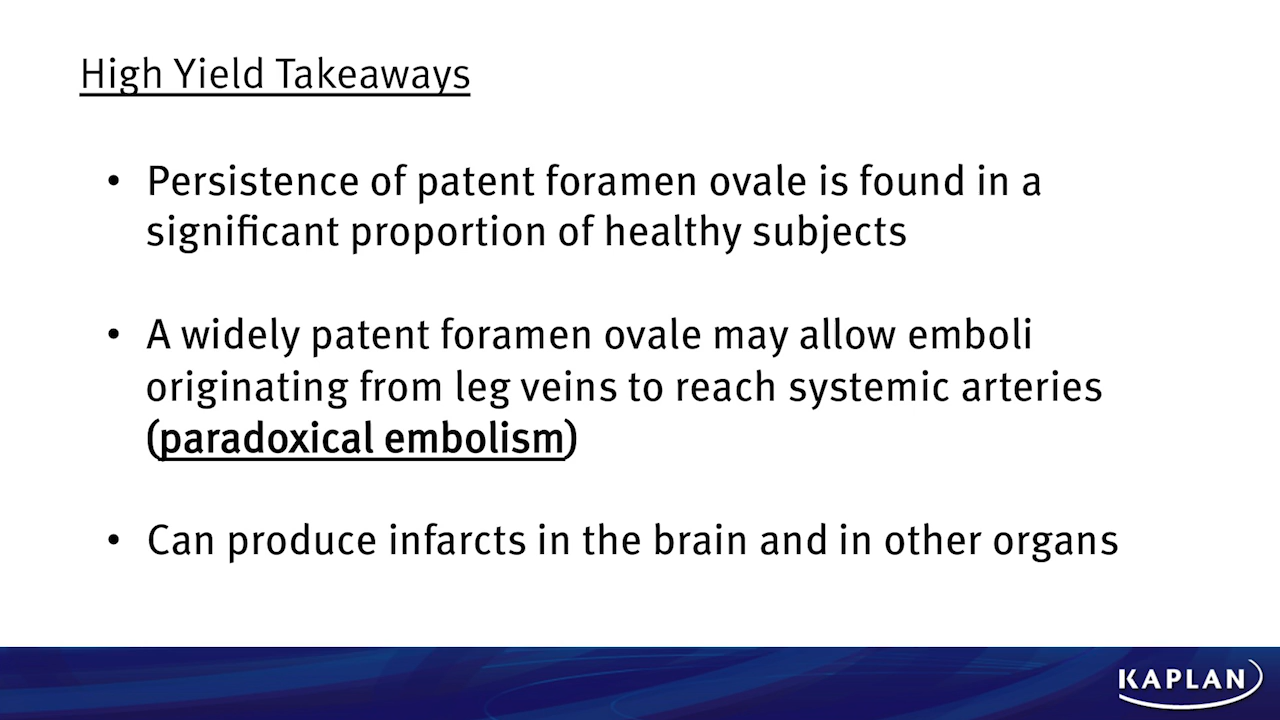 High Yield Takeaways
• Persistence of patent foramen ovale is found in a
significant proportion of healthy subjects
• A widely patent foramen ovale may allow emboli
originating from leg veins to reach systemic arteries
(paradoxical embolism)
• Can produce infarcts in the brain and in other organs
KAPLAN